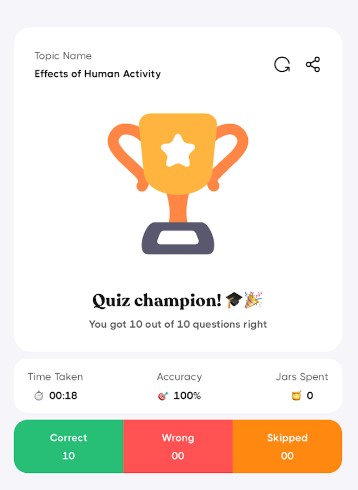 Topic Name
Effects of Human Activity
Quiz champion! 🎓🎉
You got 10 out of 10 questions right
Time Taken Accuracy Jars Spent
⏱️ 00:18 🎯 100% 🍯 0
Correct Wrong Skipped
10 00 00